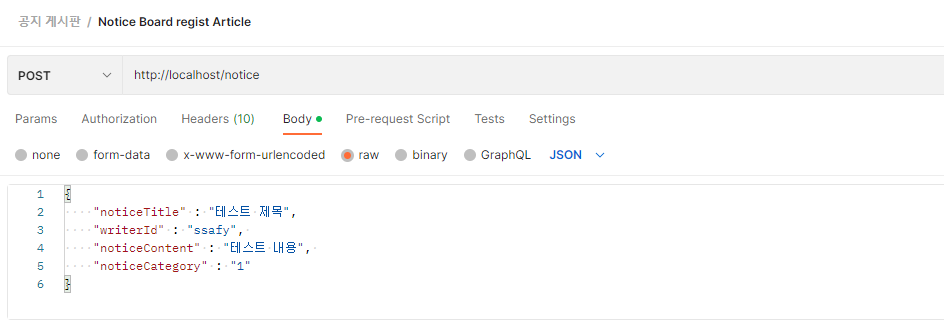 공지 게시판 / Notice Board regist Article
POST http://localhost/notice
Params Authorization Headers (10) Body Pre-request Script Tests Settings
none form-data x-www-form-urlencoded raw binary GraphQL JSON
1 {
2 "noticeTitle" : "테스트 제목",
3 "writerId" : "ssafy",
4 "noticeContent" : "테스트 내용",
5 "noticeCategory" : "1"
6 }